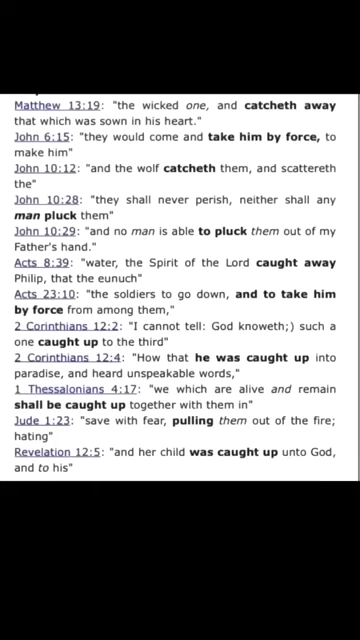 Matthew 13:19: "the wicked one, and catcheth away
that which was sown in his heart."
John 6:15: "they would come and take him by force, to
make him"
John 10:12: "and the wolf catcheth them, and scattereth
the"
John 10:28: "they shall never perish, neither shall any
man pluck them"
John 10:29: "and no man is able to pluck them out of my
Father's hand."
Acts 8:39: "water, the Spirit of the Lord caught away
Philip, that the eunuch"
Acts 23:10: "the soldiers to go down, and to take him
by force from among them,"
2 Corinthians 12:2: "I cannot tell: God knoweth;) such a
one caught up to the third"
2 Corinthians 12:4: "How that he was caught up into
paradise, and heard unspeakable words,"
1 Thessalonians 4:17: "we which are alive and remain
shall be caught up together with them in"
Jude 1:23: "save with fear, pulling them out of the fire;
hating"
Revelation 12:5: "and her child was caught up unto God,
and to his"